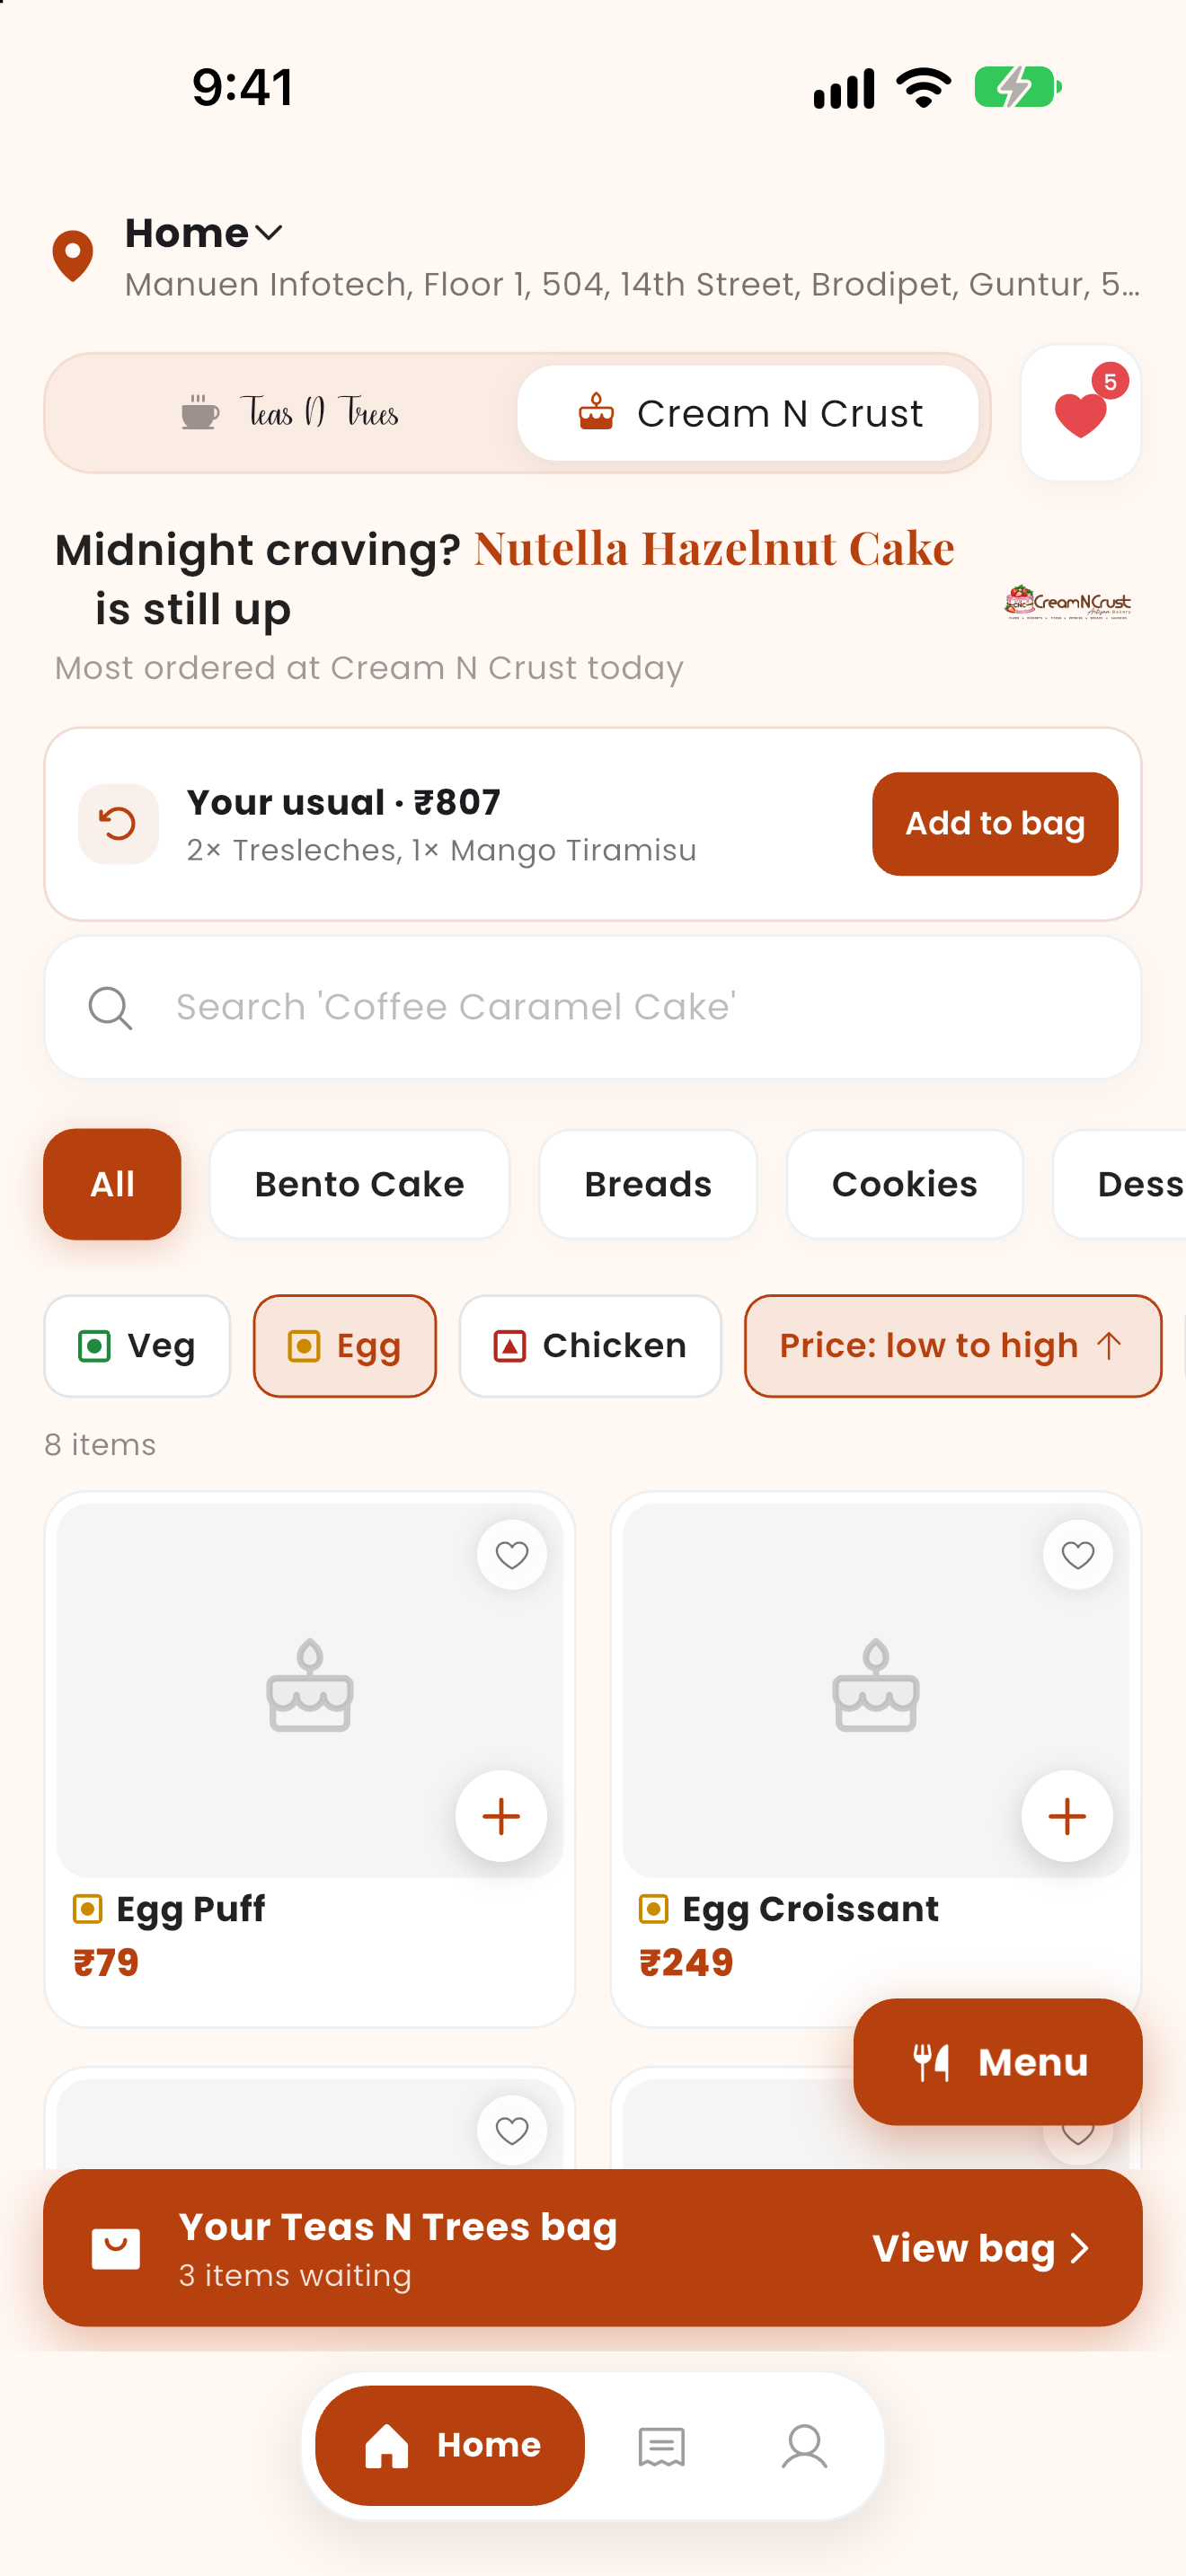 9:41
Home
Manuen Infotech, Floor 1, 504, 14th Street, Brodipet, Guntur, 5...
Teas N Trees
Cream N Crust
5
Midnight craving? Nutella Hazelnut Cake
is still up
CreamNCrust
Most ordered at Cream N Crust today
Your usual · ₹807
2× Tresleches, 1× Mango Tiramisu
Add to bag
Search 'Coffee Caramel Cake'
All
Bento Cake
Breads
Cookies
Dess
Veg
Egg
Chicken
Price: low to high ↑
8 items
Egg Puff
₹79
Egg Croissant
₹249
Menu
Your Teas N Trees bag
3 items waiting
View bag
Home